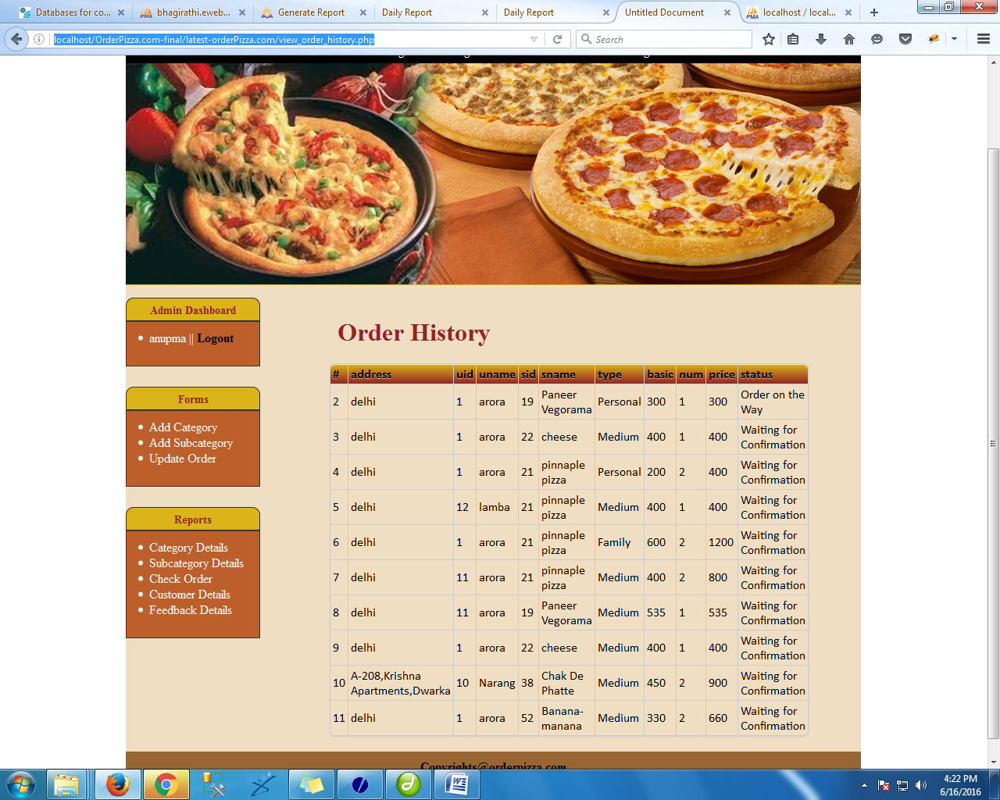 Databases for co...
bhagirathi.eweb...
Generate Report
Daily Report
Daily Report
Untitled Document
localhost / local...
localhost/OrderPizza.com-final/latest-orderPizza.com/view_order_history.php
Search
Admin Dashboard
anupma || Logout
Forms
Add Category
Add Subcategory
Update Order
Reports
Category Details
Subcategory Details
Check Order
Customer Details
Feedback Details
Order History
# address uid uname sid sname type basic num price status
2 delhi 1 arora 19 Paneer Vegorama Personal 300 1 300 Order on the Way
3 delhi 1 arora 22 cheese Medium 400 1 400 Waiting for Confirmation
4 delhi 1 arora 21 pinnaple pizza Personal 200 2 400 Waiting for Confirmation
5 delhi 12 lamba 21 pinnaple pizza Medium 400 1 400 Waiting for Confirmation
6 delhi 1 arora 21 pinnaple pizza Family 600 2 1200 Waiting for Confirmation
7 delhi 11 arora 21 pinnaple pizza Medium 400 2 800 Waiting for Confirmation
8 delhi 11 arora 19 Paneer Vegorama Medium 535 1 535 Waiting for Confirmation
9 delhi 1 arora 22 cheese Medium 400 1 400 Waiting for Confirmation
10 A-208,Krishna Apartments,Dwarka 10 Narang 38 Chak De Phatte Medium 450 2 900 Waiting for Confirmation
11 delhi 1 arora 52 Banana-manana Medium 330 2 660 Waiting for Confirmation
Copyrights@orderpizza.com
4:22 PM
6/16/2016